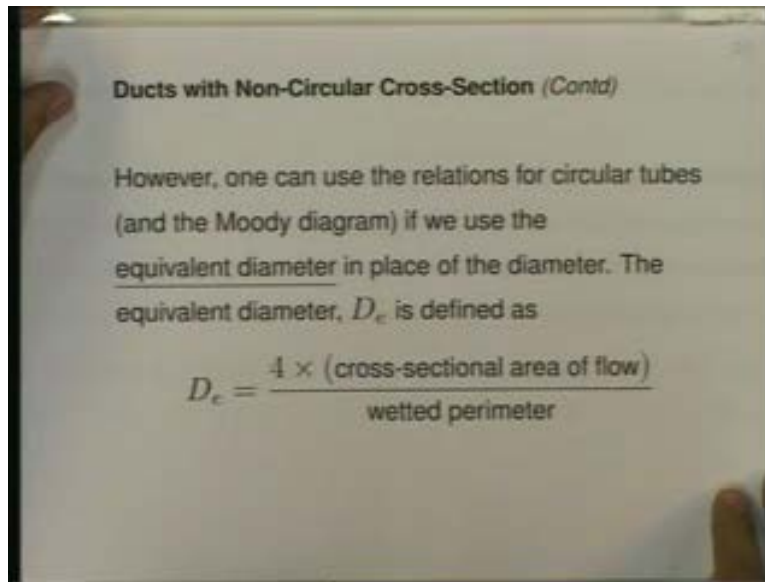 Ducts with Non-Circular Cross-Section (Contd)
However, one can use the relations for circular tubes
(and the Moody diagram) if we use the
equivalent diameter in place of the diameter. The
equivalent diameter, D_e is defined as
D_e = 4 × (cross-sectional area of flow) / wetted perimeter